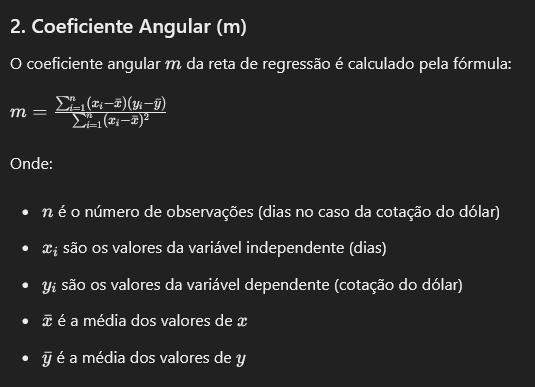 2. Coeficiente Angular (m)
O coeficiente angular m da reta de regressão é calculado pela fórmula:
m = \frac{\sum_{i=1}^{n}(x_i-\bar{x})(y_i-\bar{y})}{\sum_{i=1}^{n}(x_i-\bar{x})^2}
Onde:
• n é o número de observações (dias no caso da cotação do dólar)
• x_i são os valores da variável independente (dias)
• y_i são os valores da variável dependente (cotação do dólar)
• \bar{x} é a média dos valores de x
• \bar{y} é a média dos valores de y